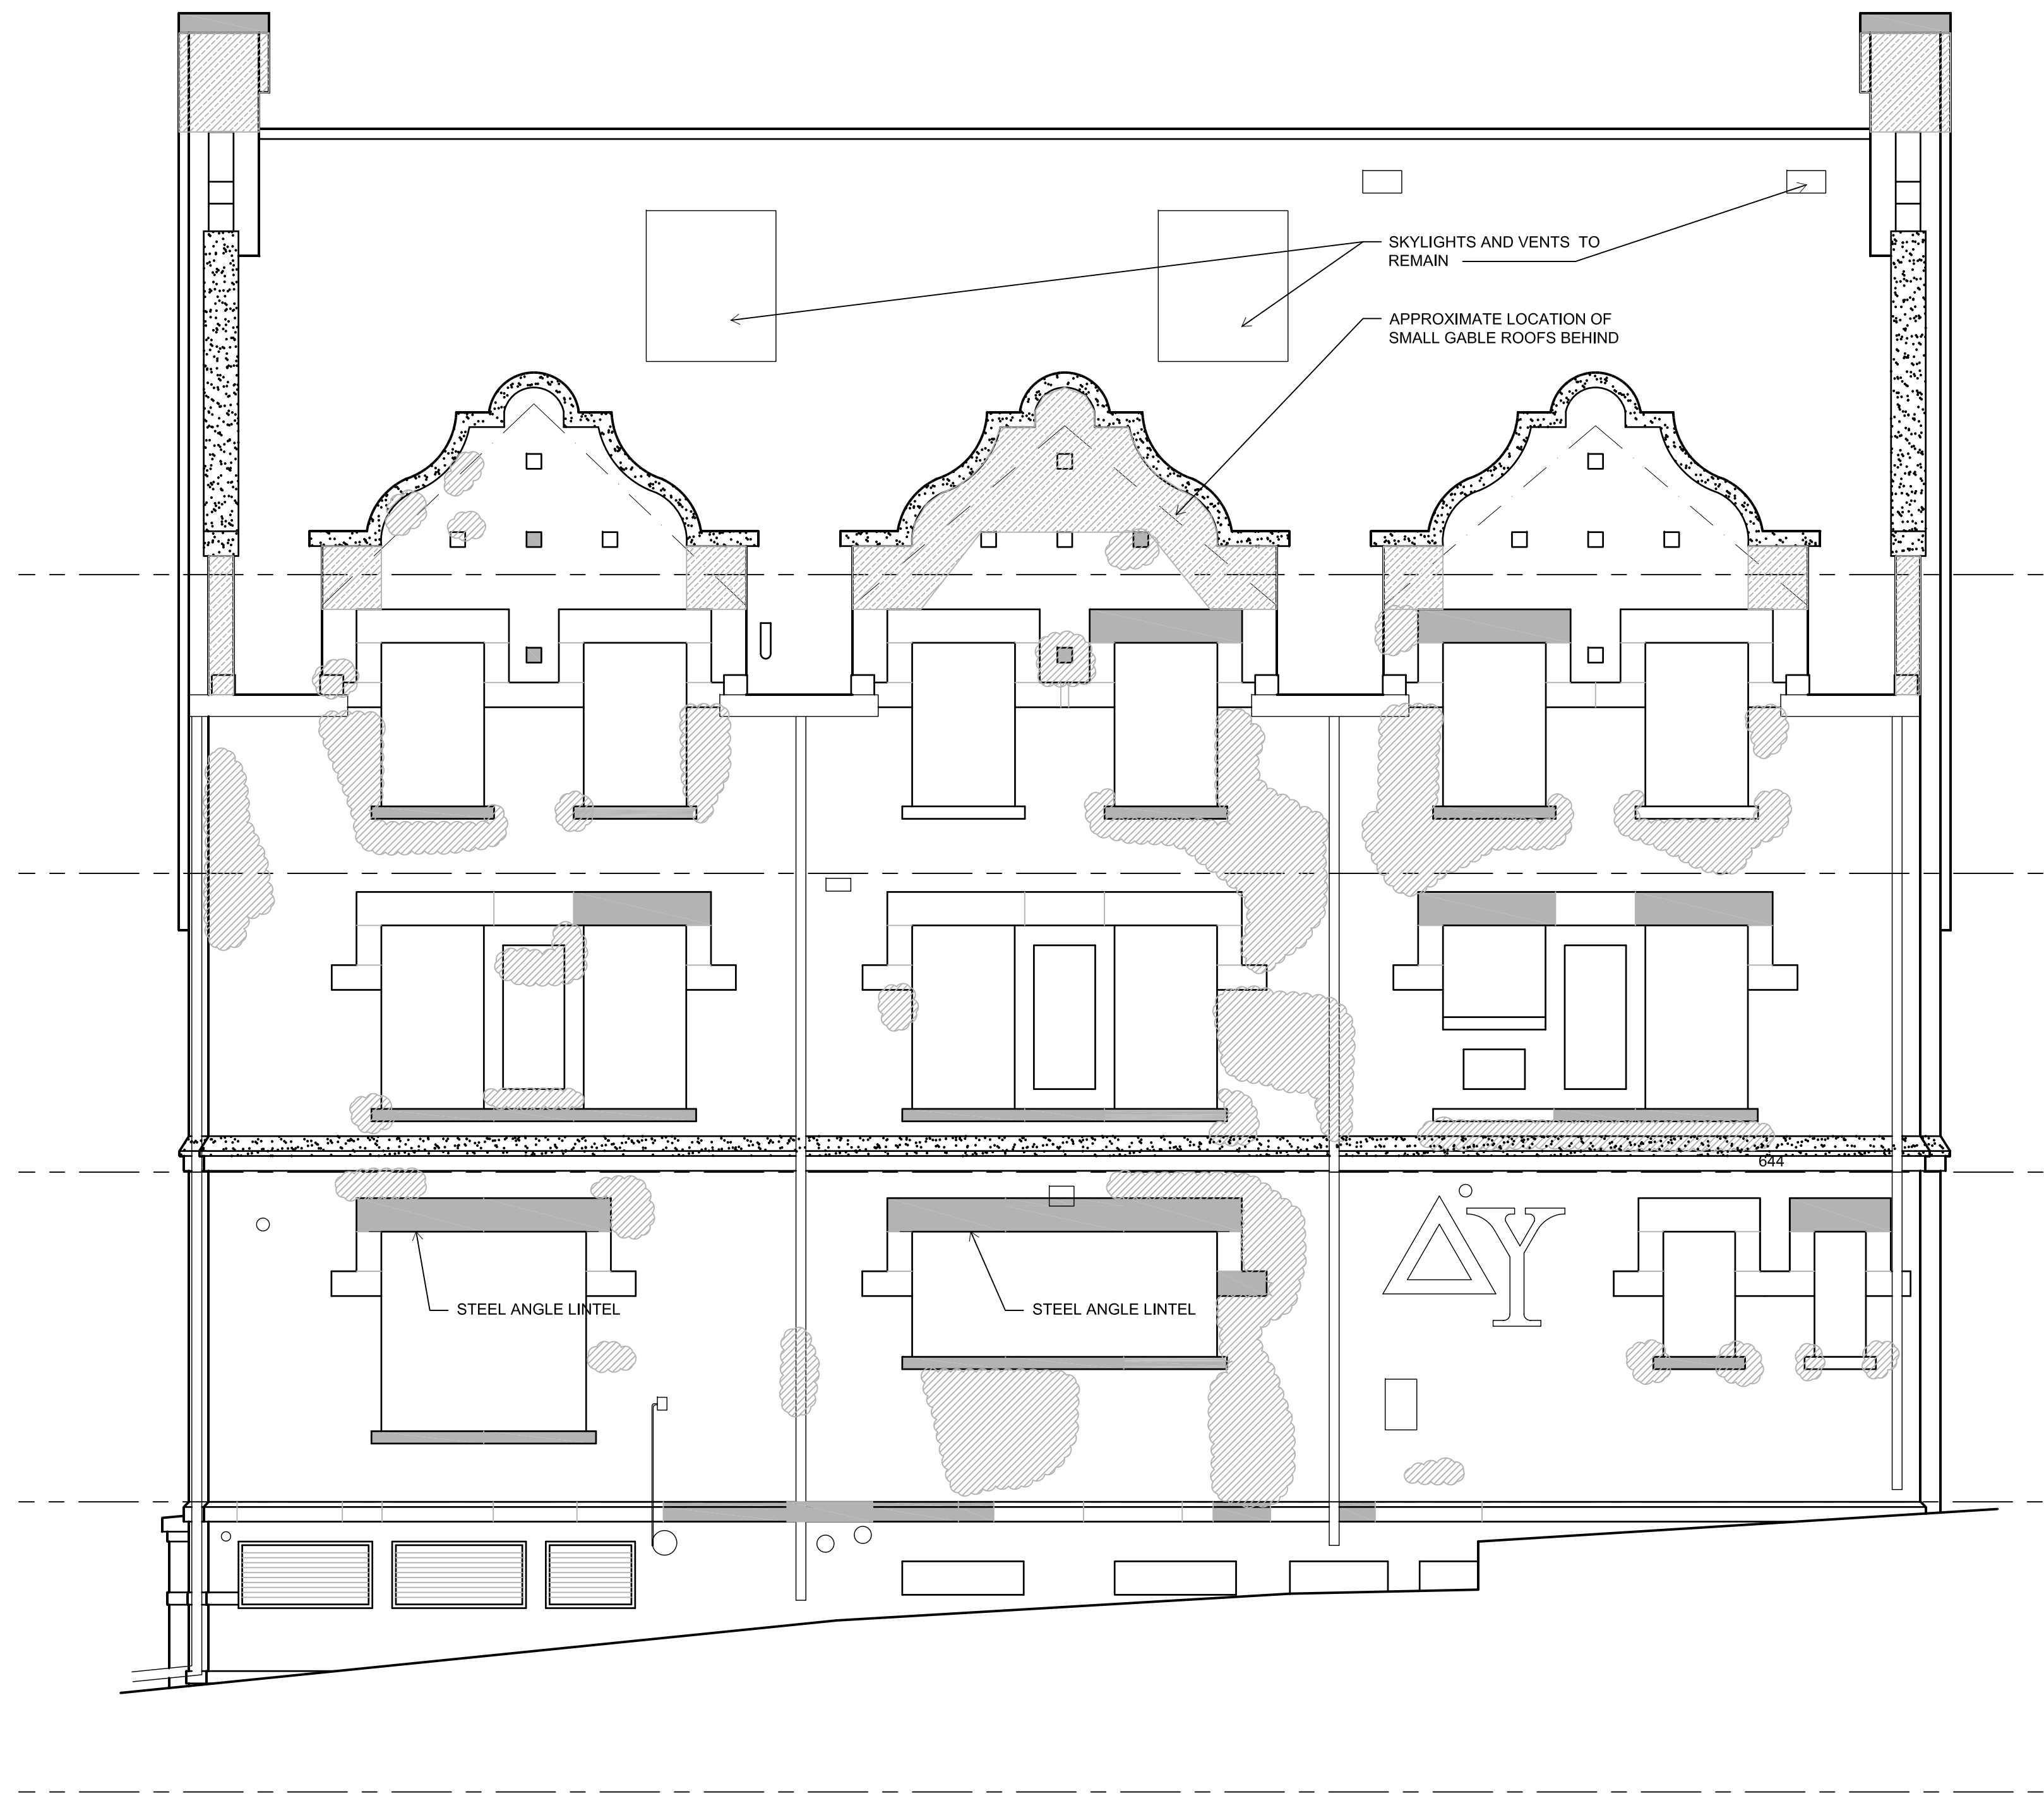 SKYLIGHTS AND VENTS TO
REMAIN
APPROXIMATE LOCATION OF
SMALL GABLE ROOFS BEHIND
644
ΔΥ
STEEL ANGLE LINTEL
STEEL ANGLE LINTEL